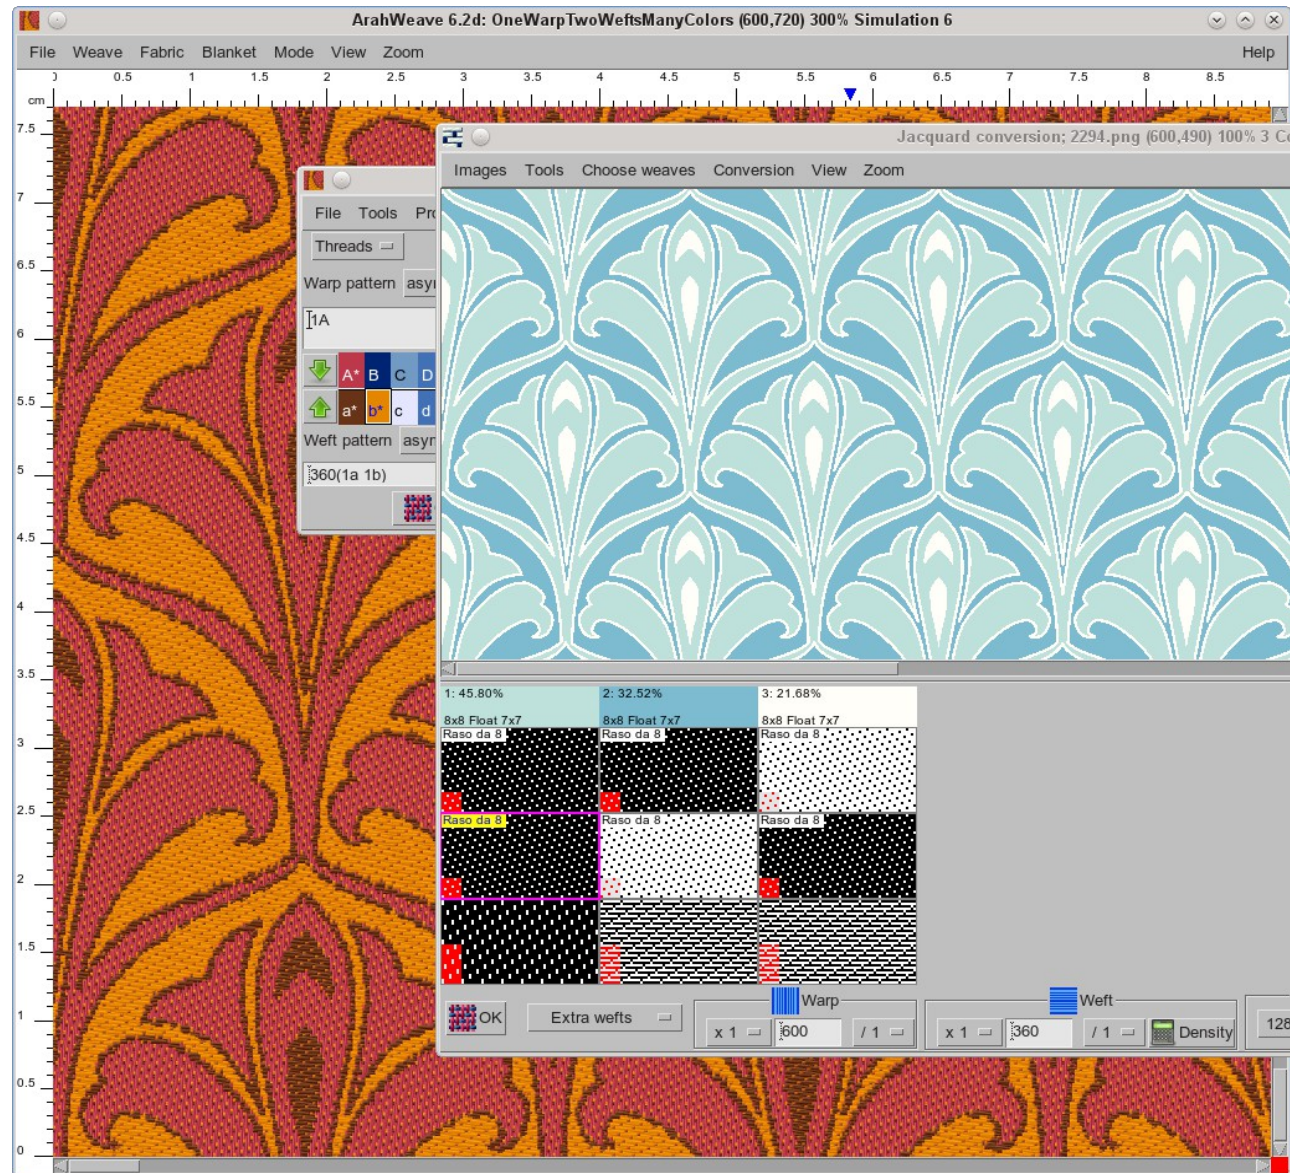 ArahWeave 6.2d: OneWarpTwoWeftsManyColors (600,720) 300% Simulation 6
File Weave Fabric Blanket Mode View Zoom Help
0.5 1 1.5 2 2.5 3 3.5 4 4.5 5 5.5 6 6.5 7 7.5 8 8.5
cm
7.5
7
6.5
6
5.5
5
4.5
4
3.5
3
2.5
2
1.5
1
0.5
0
File Tools
Threads
Warp pattern
1A
A* B C D
a* b* c d
Weft pattern
360(1a 1b)
Jacquard conversion; 2294.png (600,490) 100% 3
Images Tools Choose weaves Conversion View Zoom
1: 45.80% 2: 32.52% 3: 21.68%
8x8 Float 7x7 8x8 Float 7x7 8x8 Float 7x7
Raso da 8 Raso da 8 Raso da 8
Raso da 8 Raso da 8 Raso da 8
OK Extra wefts
Warp
x 1 600 / 1
Weft
x 1 360 / 1 Density
128